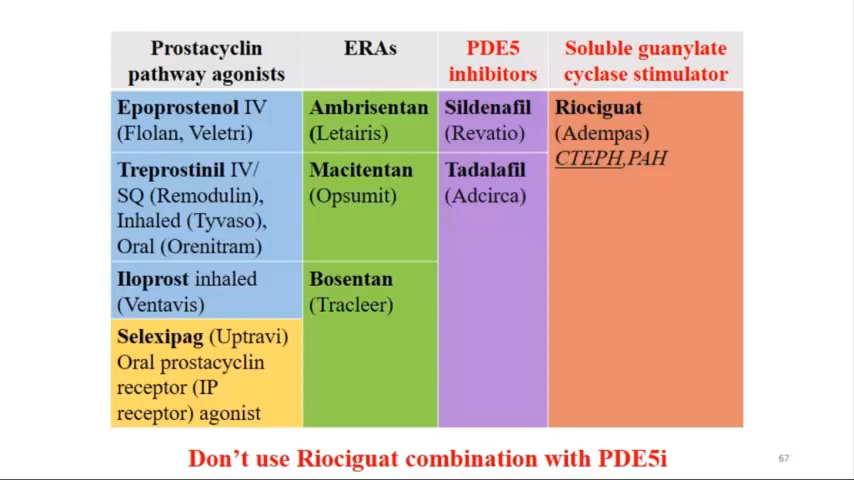 Prostacyclin
pathway agonists
ERAs
PDE5
inhibitors
Soluble guanylate
cyclase stimulator
Epoprostenol IV
(Flolan, Veletri)
Ambrisentan
(Letairis)
Sildenafil
(Revatio)
Riociguat
(Adempas)
CTEPH,PAH
Treprostinil IV/
SQ (Remodulin),
Inhaled (Tyvaso),
Oral (Orenitram)
Macitentan
(Opsumit)
Tadalafil
(Adcirca)
Iloprost inhaled
(Ventavis)
Bosentan
(Tracleer)
Selexipag (Uptravi)
Oral prostacyclin
receptor (IP
receptor) agonist
Don't use Riociguat combination with PDE5i
67